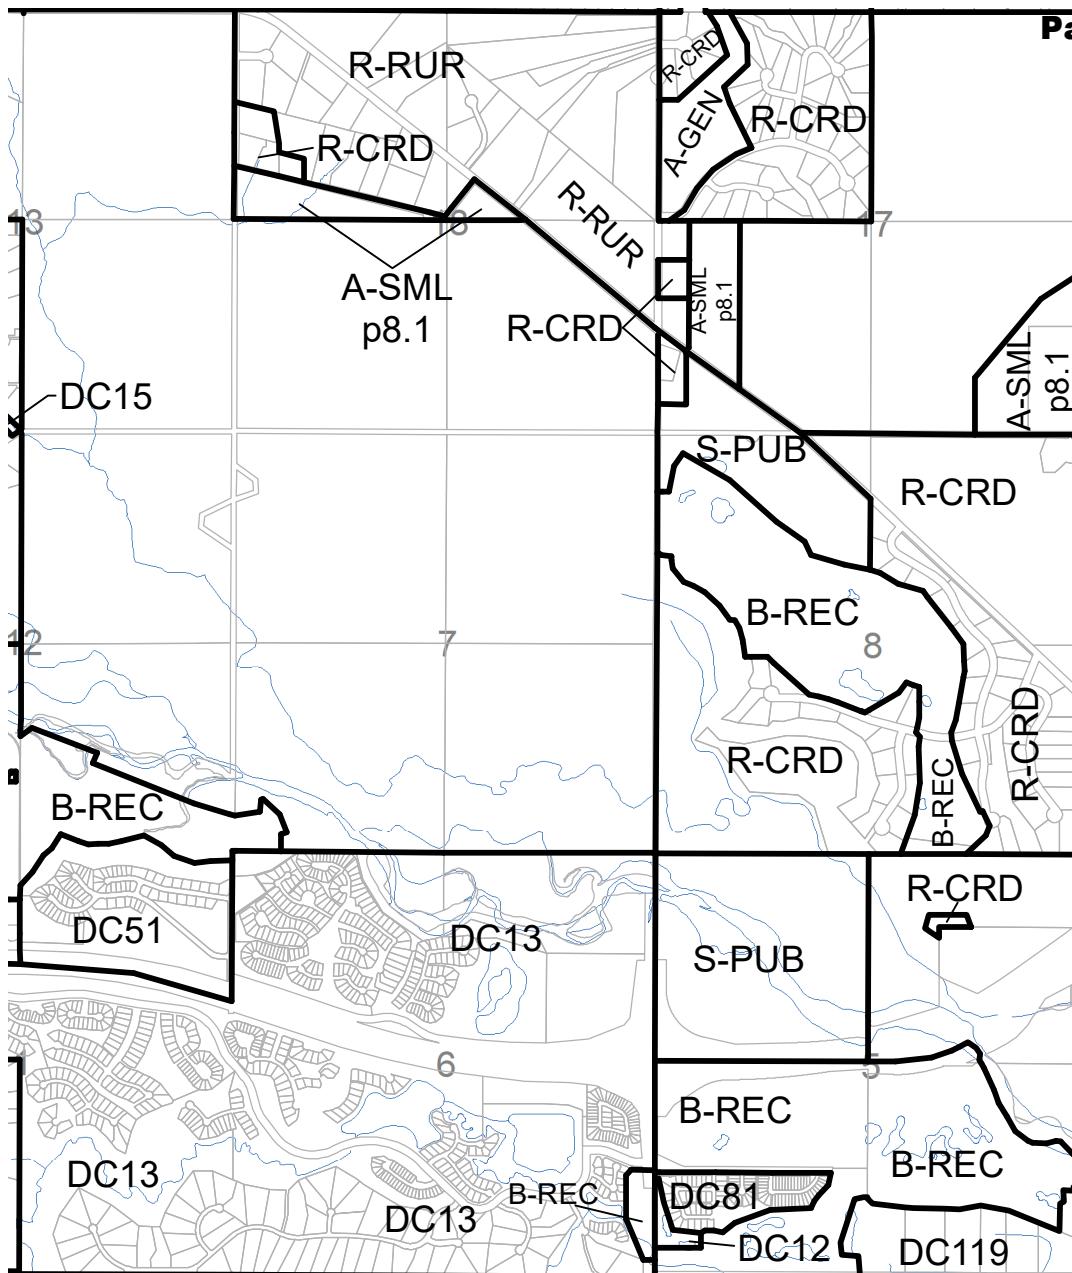 Pa
R-RUR
R-CRD
R-CRD
A-GEN
R-CRD
13
18
17
R-RUR
A-SML
p8.1
A-SML
p8.1
R-CRD
A-SML
p8.1
DC15
S-PUB
R-CRD
B-REC
12
7
8
R-CRD
R-CRD
B-REC
B-REC
R-CRD
DC51
DC13
S-PUB
6
5
B-REC
B-REC
DC13
DC81
B-REC
DC13
DC12
DC119